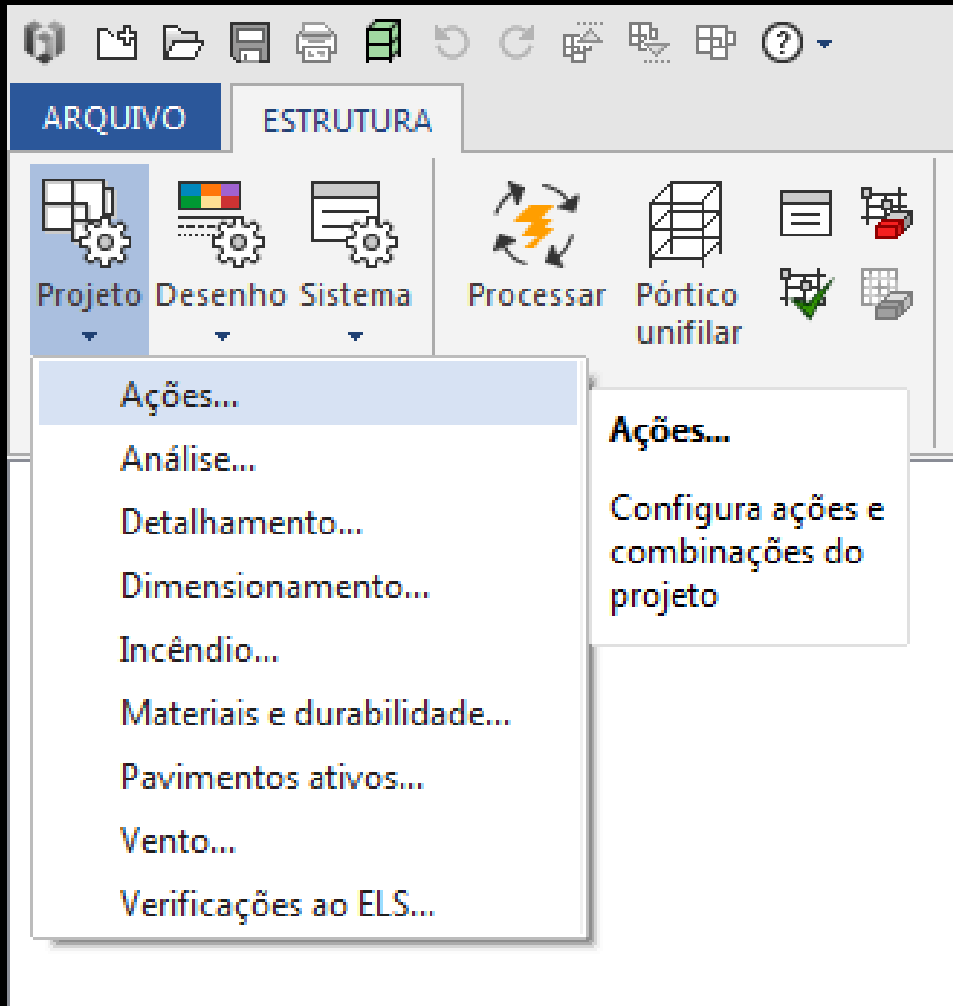 ARQUIVO
ESTRUTURA
Projeto
Desenho
Sistema
Processar
Pórtico
unifilar
Ações...
Análise...
Detalhamento...
Dimensionamento...
Incêndio...
Materiais e durabilidade...
Pavimentos ativos...
Vento...
Verificações ao ELS...
Ações...
Configura ações e
combinações do
projeto